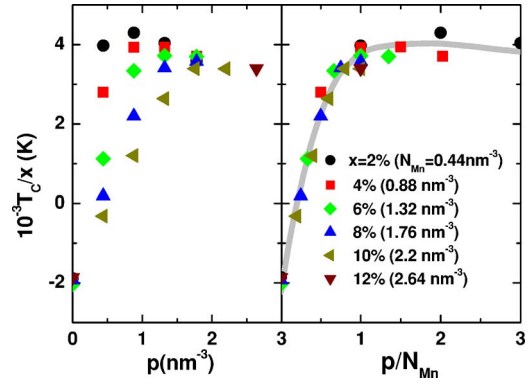 10⁻³T_C/x (K)
4
2
0
-2
0
1
2
3
1
2
3
p(nm⁻³)
p/N_Mn
x=2% (N_Mn=0.44nm⁻³)
4% (0.88 nm⁻³)
6% (1.32 nm⁻³)
8% (1.76 nm⁻³)
10% (2.2 nm⁻³)
12% (2.64 nm⁻³)